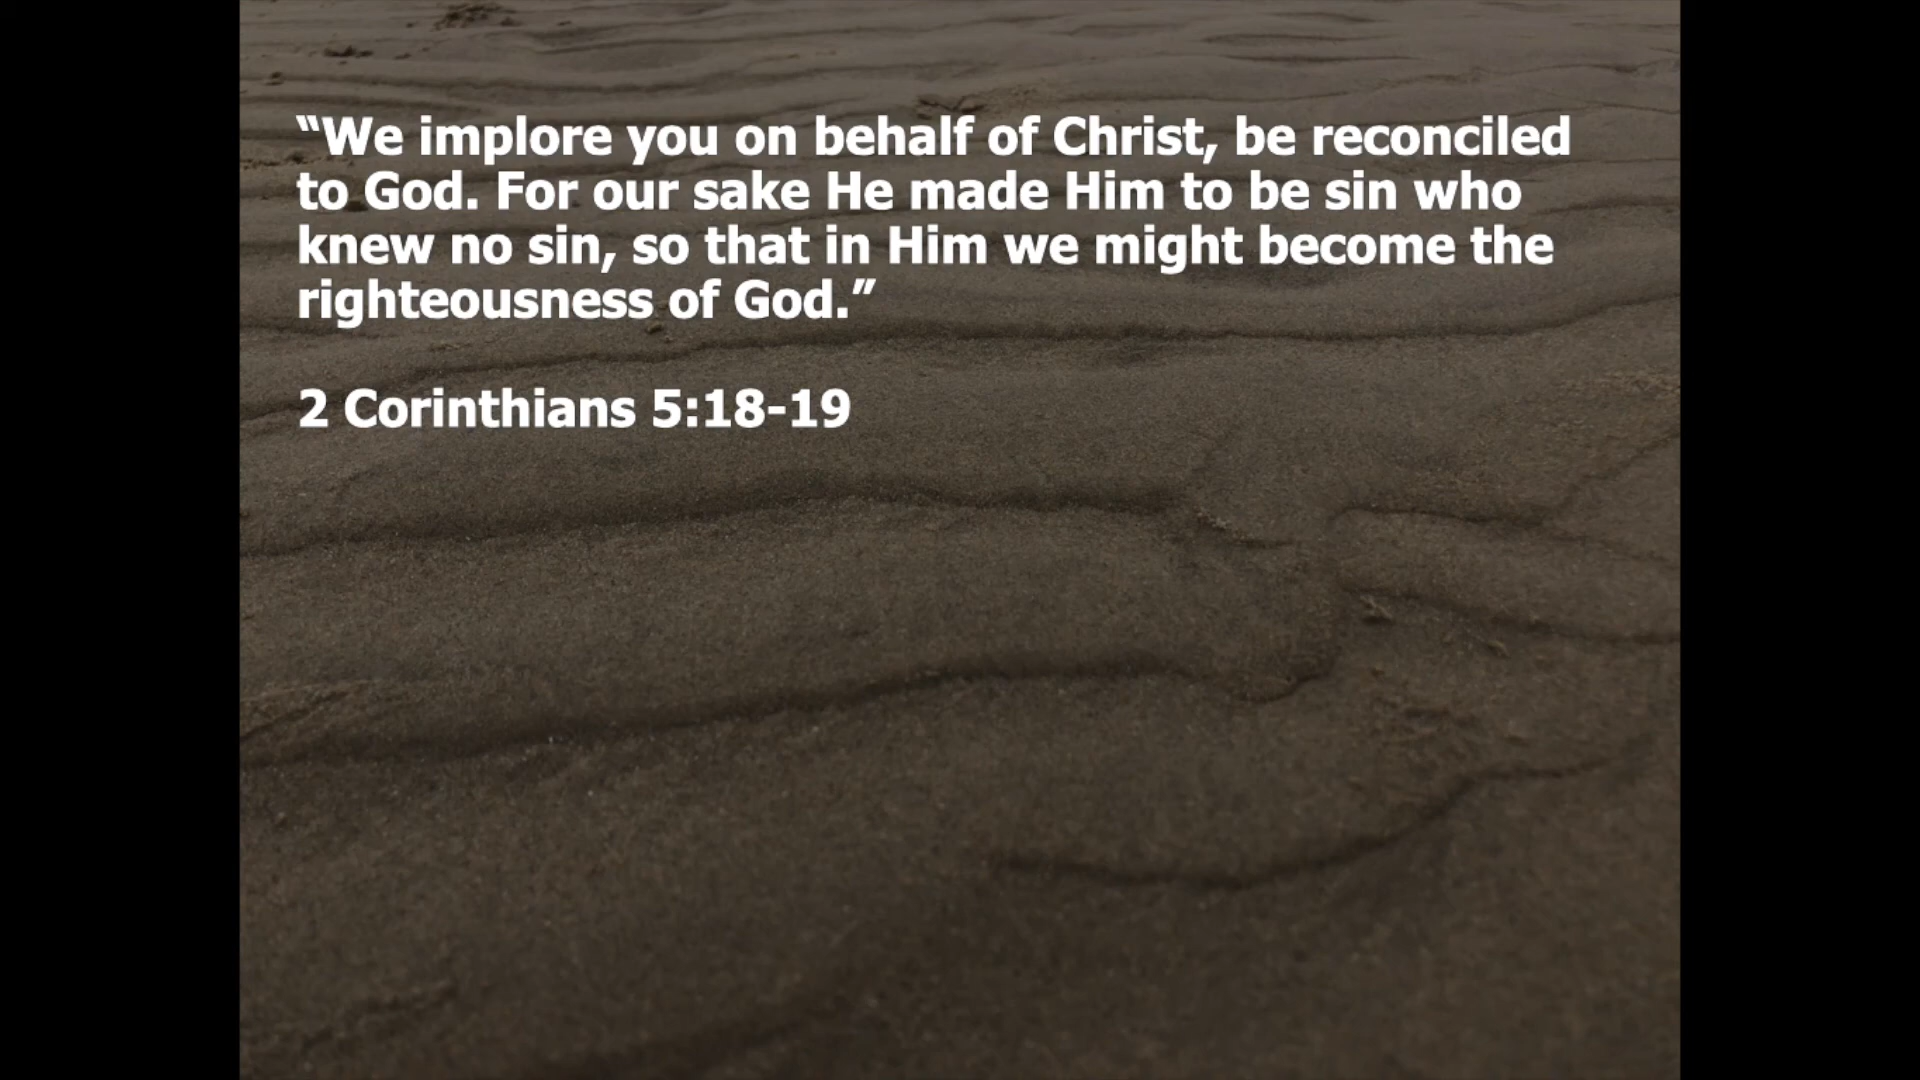 “We implore you on behalf of Christ, be reconciled
to God. For our sake He made Him to be sin who
knew no sin, so that in Him we might become the
righteousness of God.”
2 Corinthians 5:18-19